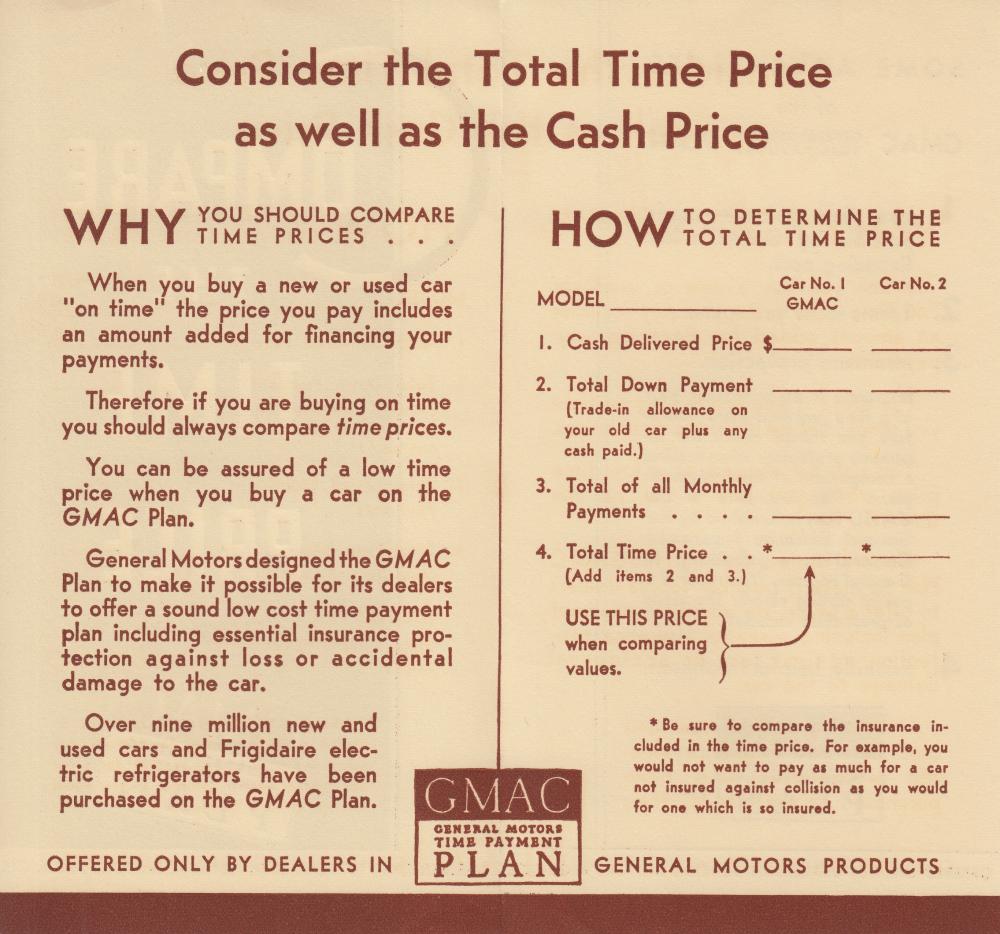 Consider the Total Time Price
as well as the Cash Price
WHY YOU SHOULD COMPARE
TIME PRICES . . .
When you buy a new or used car
"on time" the price you pay includes
an amount added for financing your
payments.
Therefore if you are buying on time
you should always compare time prices.
You can be assured of a low time
price when you buy a car on the
GMAC Plan.
General Motors designed the GMAC
Plan to make it possible for its dealers
to offer a sound low cost time payment
plan including essential insurance pro-
tection against loss or accidental
damage to the car.
Over nine million new and
used cars and Frigidaire elec-
tric refrigerators have been
purchased on the GMAC Plan.
HOW TO DETERMINE THE
TOTAL TIME PRICE
Car No. 1 Car No. 2
MODEL ____________ GMAC
1. Cash Delivered Price $________ ________
2. Total Down Payment ________ ________
(Trade-in allowance on
your old car plus any
cash paid.)
3. Total of all Monthly
Payments . . . . ________ ________
4. Total Time Price . . *________ *________
(Add items 2 and 3.)
USE THIS PRICE
when comparing
values.
* Be sure to compare the insurance in-
cluded in the time price. For example, you
would not want to pay as much for a car
not insured against collision as you would
for one which is so insured.
GMAC
GENERAL MOTORS
TIME PAYMENT
PLAN
OFFERED ONLY BY DEALERS IN GENERAL MOTORS PRODUCTS